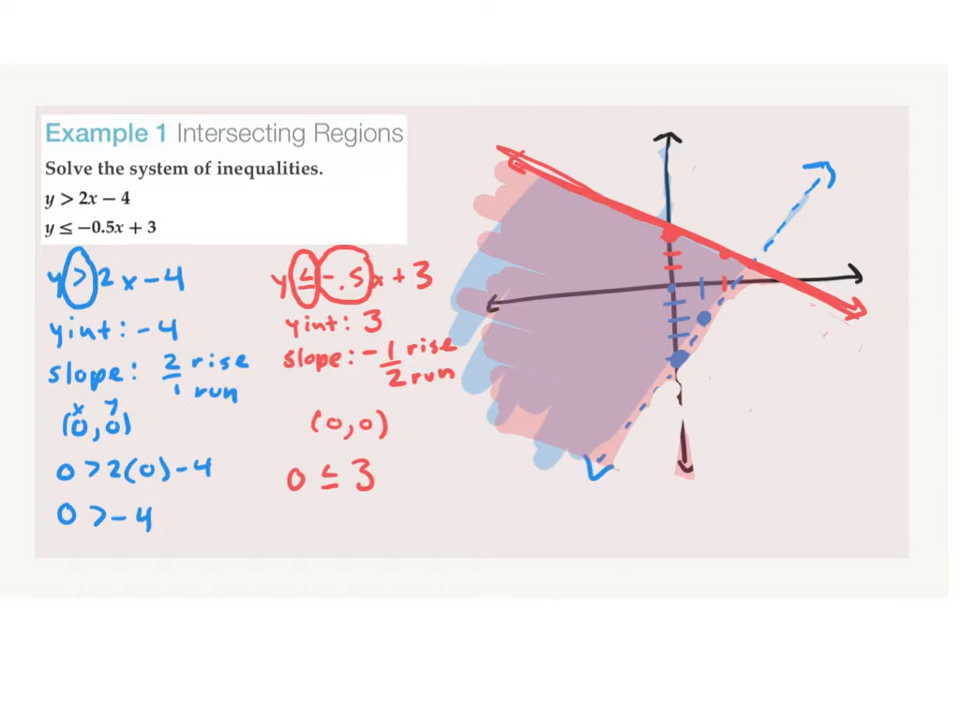 Example 1 Intersecting Regions
Solve the system of inequalities.
y > 2x − 4
y ≤ −0.5x + 3
y > 2x - 4
y int: -4
slope: 2/1 rise run
x y
(0, 0)
0 > 2(0) - 4
0 > -4
y ≤ -.5x + 3
y int: 3
slope: - 1/2 rise run
(0, 0)
0 ≤ 3